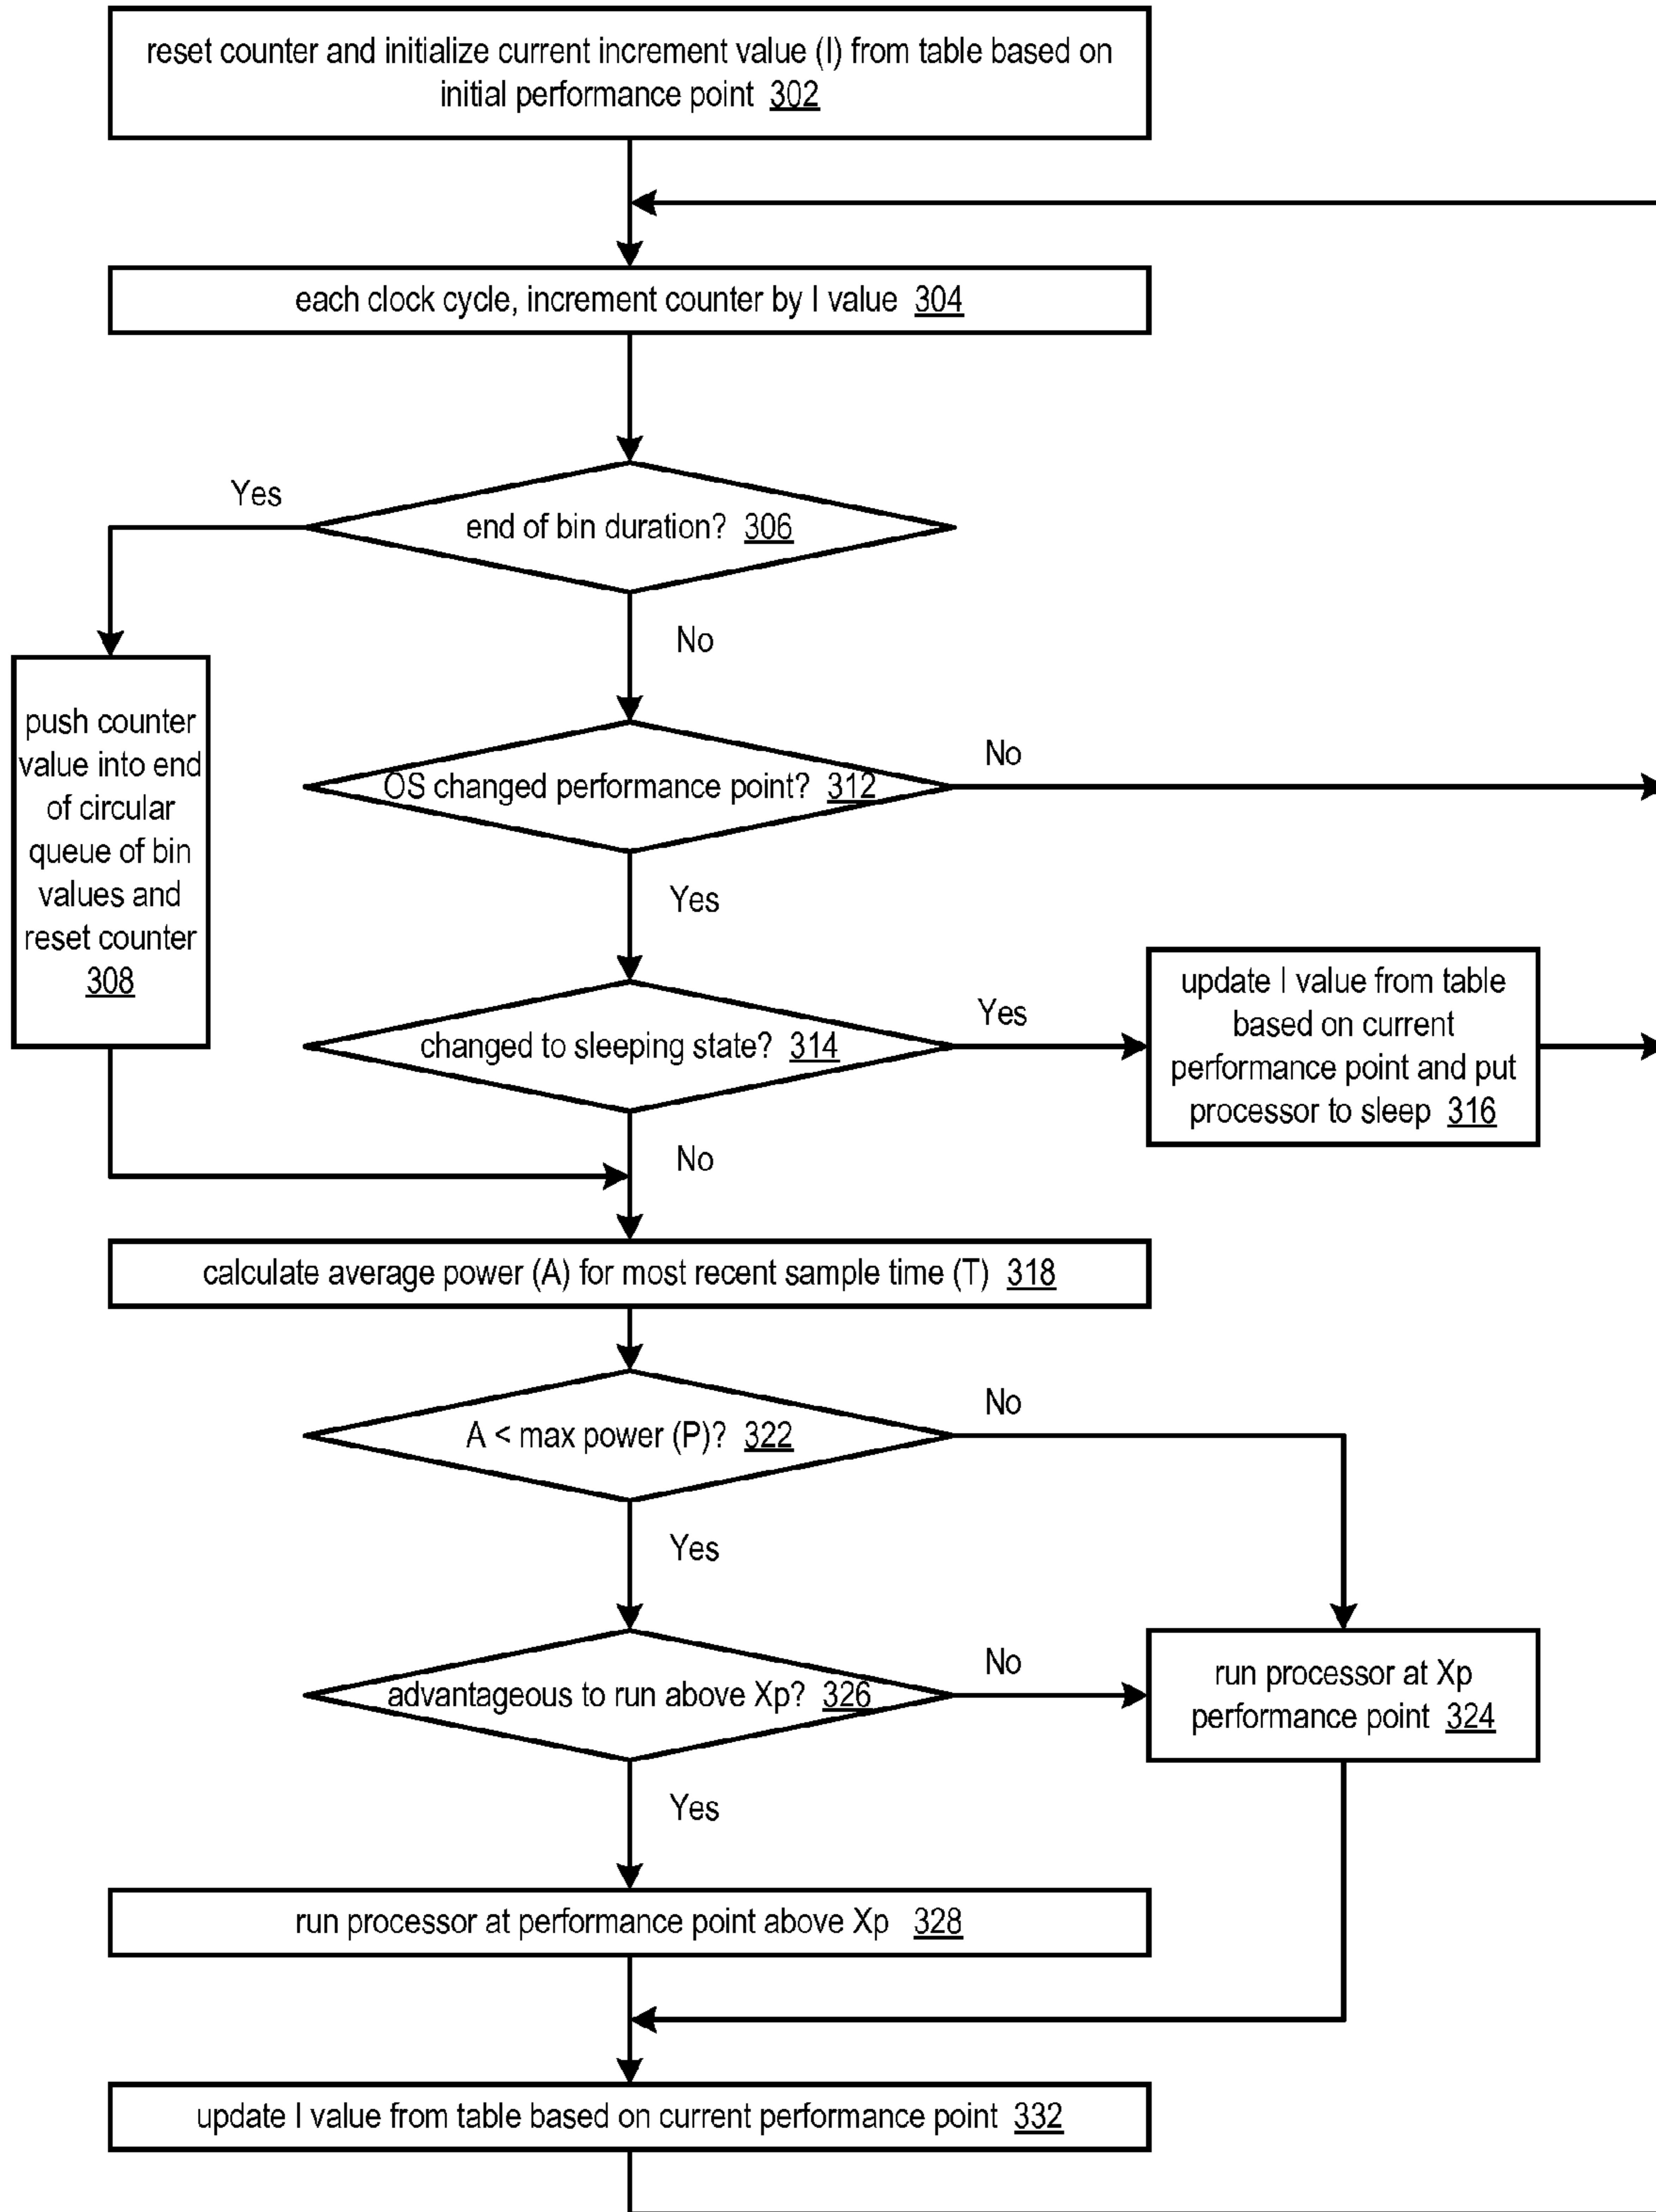 reset counter and initialize current increment value (I) from table based on
initial performance point 302
each clock cycle, increment counter by I value 304
Yes
end of bin duration? 306
No
push counter
value into end
of circular
queue of bin
values and
reset counter
308
OS changed performance point? 312
No
Yes
changed to sleeping state? 314
Yes
update I value from table
based on current
performance point and put
processor to sleep 316
No
calculate average power (A) for most recent sample time (T) 318
A < max power (P)? 322
No
Yes
advantageous to run above Xp? 326
No
run processor at Xp
performance point 324
Yes
run processor at performance point above Xp 328
update I value from table based on current performance point 332